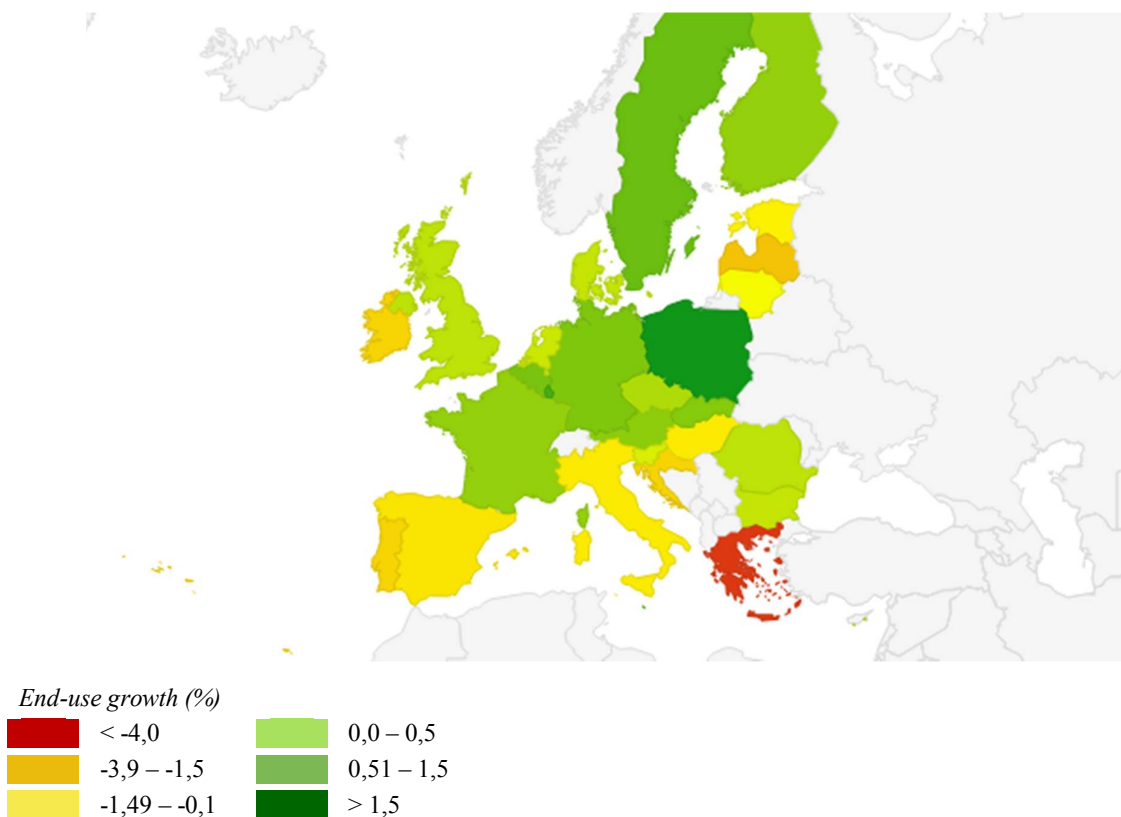 End-use growth (%)
< -4,0
-3,9 – -1,5
-1,49 – -0,1
0,0 – 0,5
0,51 – 1,5
> 1,5